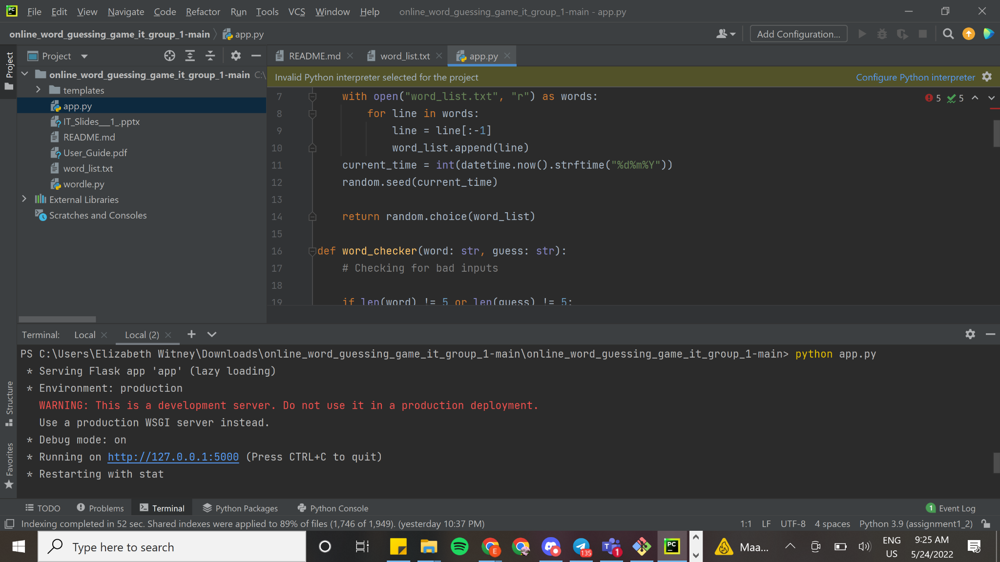 File Edit View Navigate Code Refactor Run Tools VCS Window Help online_word_guessing_game_it_group_1-main - app.py
online_word_guessing_game_it_group_1-main app.py Add Configuration...
Project
Project
README.md word_list.txt app.py
online_word_guessing_game_it_group_1-main C:\
templates
app.py
IT_Slides___1_.pptx
README.md
User_Guide.pdf
word_list.txt
wordle.py
External Libraries
Scratches and Consoles
Invalid Python interpreter selected for the project Configure Python interpreter
5 5
7 with open("word_list.txt", "r") as words:
8 for line in words:
9 line = line[:-1]
10 word_list.append(line)
11 current_time = int(datetime.now().strftime("%d%m%Y"))
12 random.seed(current_time)
13
14 return random.choice(word_list)
15
16 def word_checker(word: str, guess: str):
17 # Checking for bad inputs
18
19 if len(word) != 5 or len(guess) != 5:
Terminal: Local Local (2)
PS C:\Users\Elizabeth Witney\Downloads\online_word_guessing_game_it_group_1-main\online_word_guessing_game_it_group_1-main> python app.py
* Serving Flask app 'app' (lazy loading)
* Environment: production
WARNING: This is a development server. Do not use it in a production deployment.
Use a production WSGI server instead.
* Debug mode: on
* Running on http://127.0.0.1:5000 (Press CTRL+C to quit)
* Restarting with stat
Structure
Favorites
TODO Problems Terminal Python Packages Python Console 1 Event Log
Indexing completed in 52 sec. Shared indexes were applied to 89% of files (1,746 of 1,949). (yesterday 10:37 PM) 1:1 LF UTF-8 4 spaces Python 3.9 (assignment1_2)
Type here to search
E
135
1
PC
Maa...
ENG
US
9:25 AM
5/24/2022